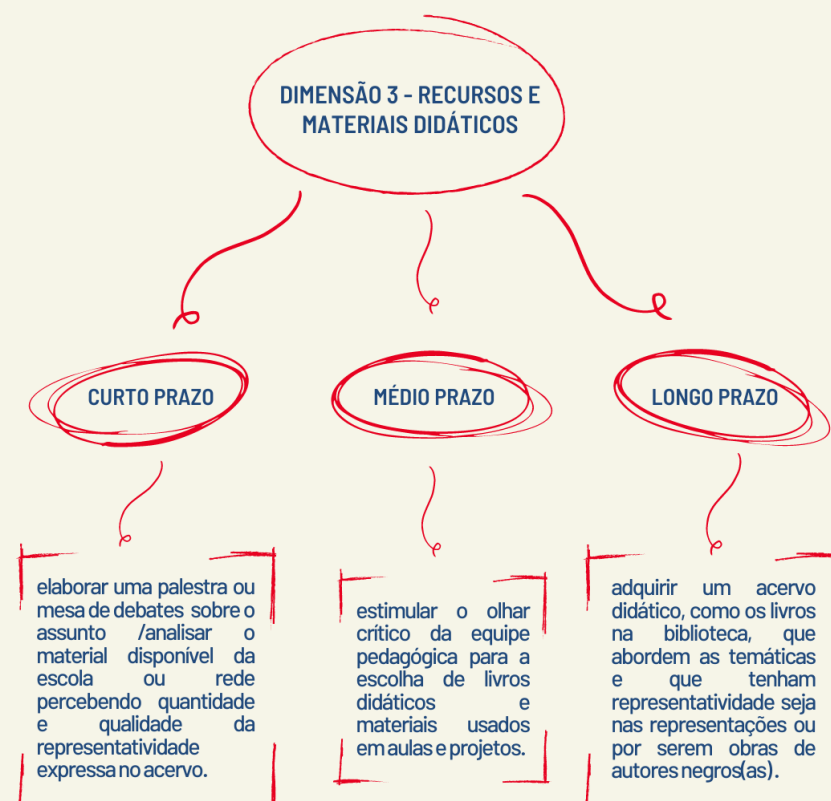 DIMENSÃO 3 - RECURSOS E
MATERIAIS DIDÁTICOS
CURTO PRAZO
MÉDIO PRAZO
LONGO PRAZO
elaborar uma palestra ou
mesa de debates sobre o
assunto /analisar o
material disponível da
escola ou rede
percebendo quantidade
e qualidade da
representatividade
expressa no acervo.
estimular o olhar
crítico da equipe
pedagógica para a
escolha de livros
didáticos e
materiais usados
em aulas e projetos.
adquirir um acervo
didático, como os livros
na biblioteca, que
abordem as temáticas
e que tenham
representatividade seja
nas representações ou
por serem obras de
autores negros(as).